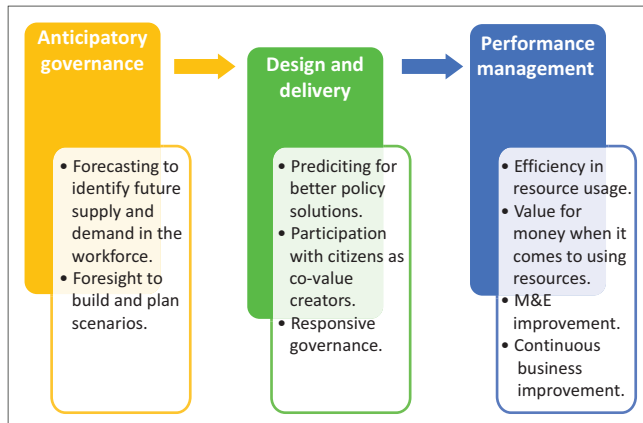 Anticipatory
governance
• Forecasting to
identify future
supply and
demand in the
workforce.
• Foresight to
build and plan
scenarios.
Design and
delivery
• Prediciting for
better policy
solutions.
• Participation
with citizens as
co-value
creators.
• Responsive
governance.
Performance
management
• Efficiency in
resource usage.
• Value for
money when it
comes to using
resources.
• M&E
improvement.
• Continuous
business
improvement.